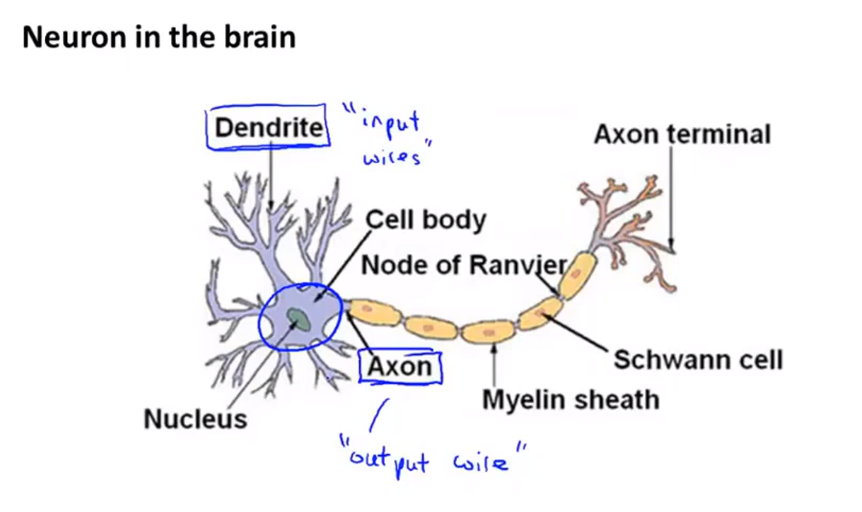 Neuron in the brain
Dendrite
"input
wires"
Axon terminal
Cell body
Node of Ranvier
Schwann cell
Axon
Myelin sheath
Nucleus
"output wire"